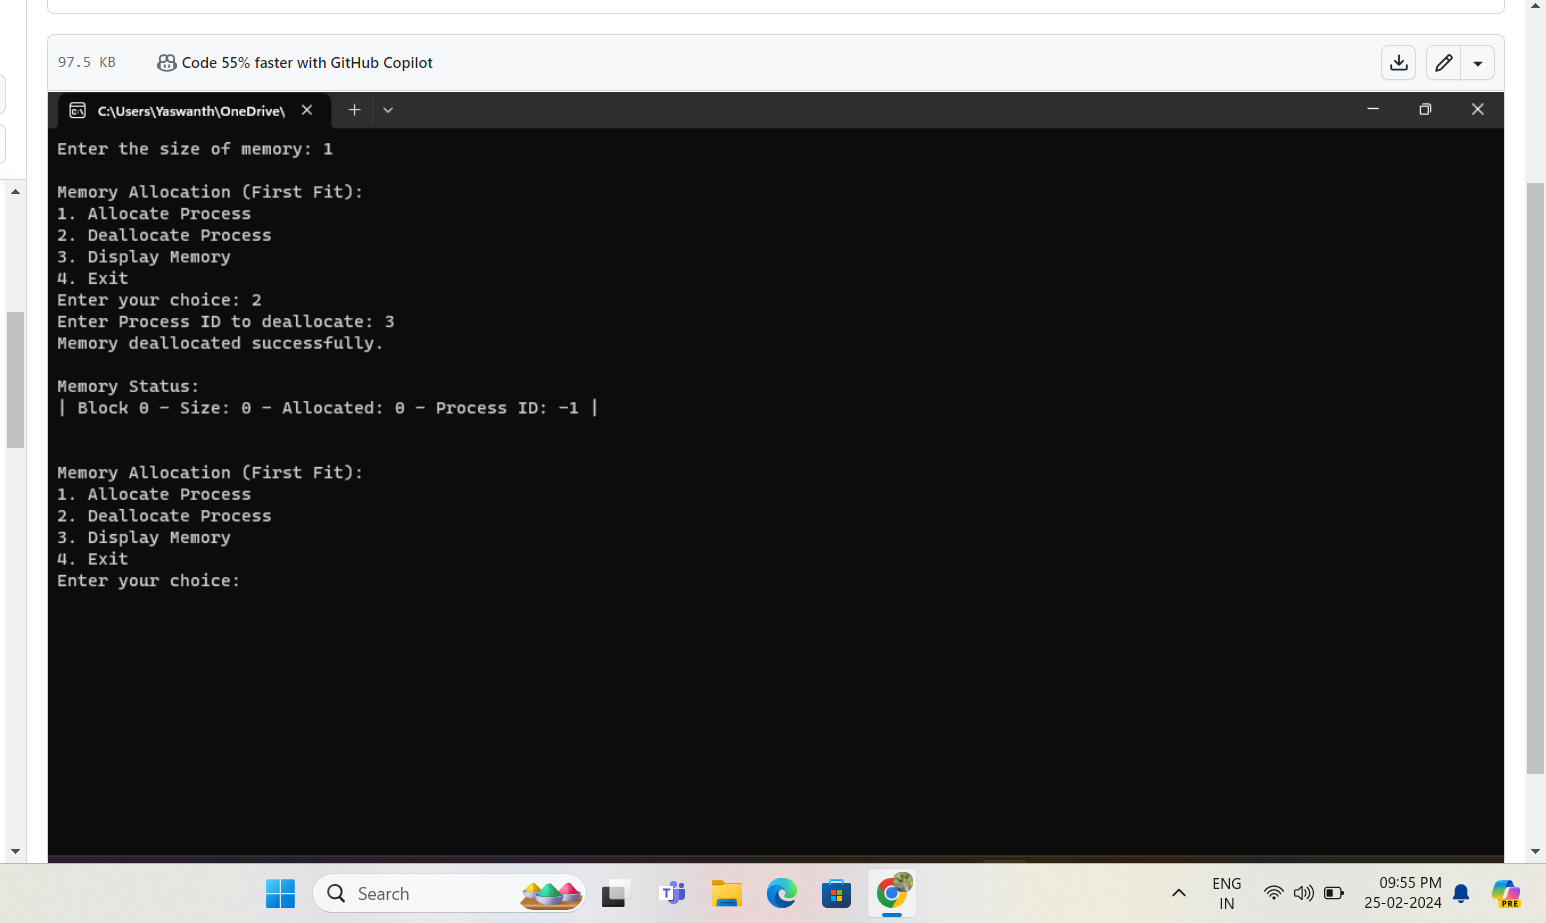 97.5 KB Code 55% faster with GitHub Copilot
C:\Users\Yaswanth\OneDrive\
Enter the size of memory: 1
Memory Allocation (First Fit):
1. Allocate Process
2. Deallocate Process
3. Display Memory
4. Exit
Enter your choice: 2
Enter Process ID to deallocate: 3
Memory deallocated successfully.
Memory Status:
| Block 0 - Size: 0 - Allocated: 0 - Process ID: -1 |
Memory Allocation (First Fit):
1. Allocate Process
2. Deallocate Process
3. Display Memory
4. Exit
Enter your choice:
Search
ENG
IN
09:55 PM
25-02-2024
PRE